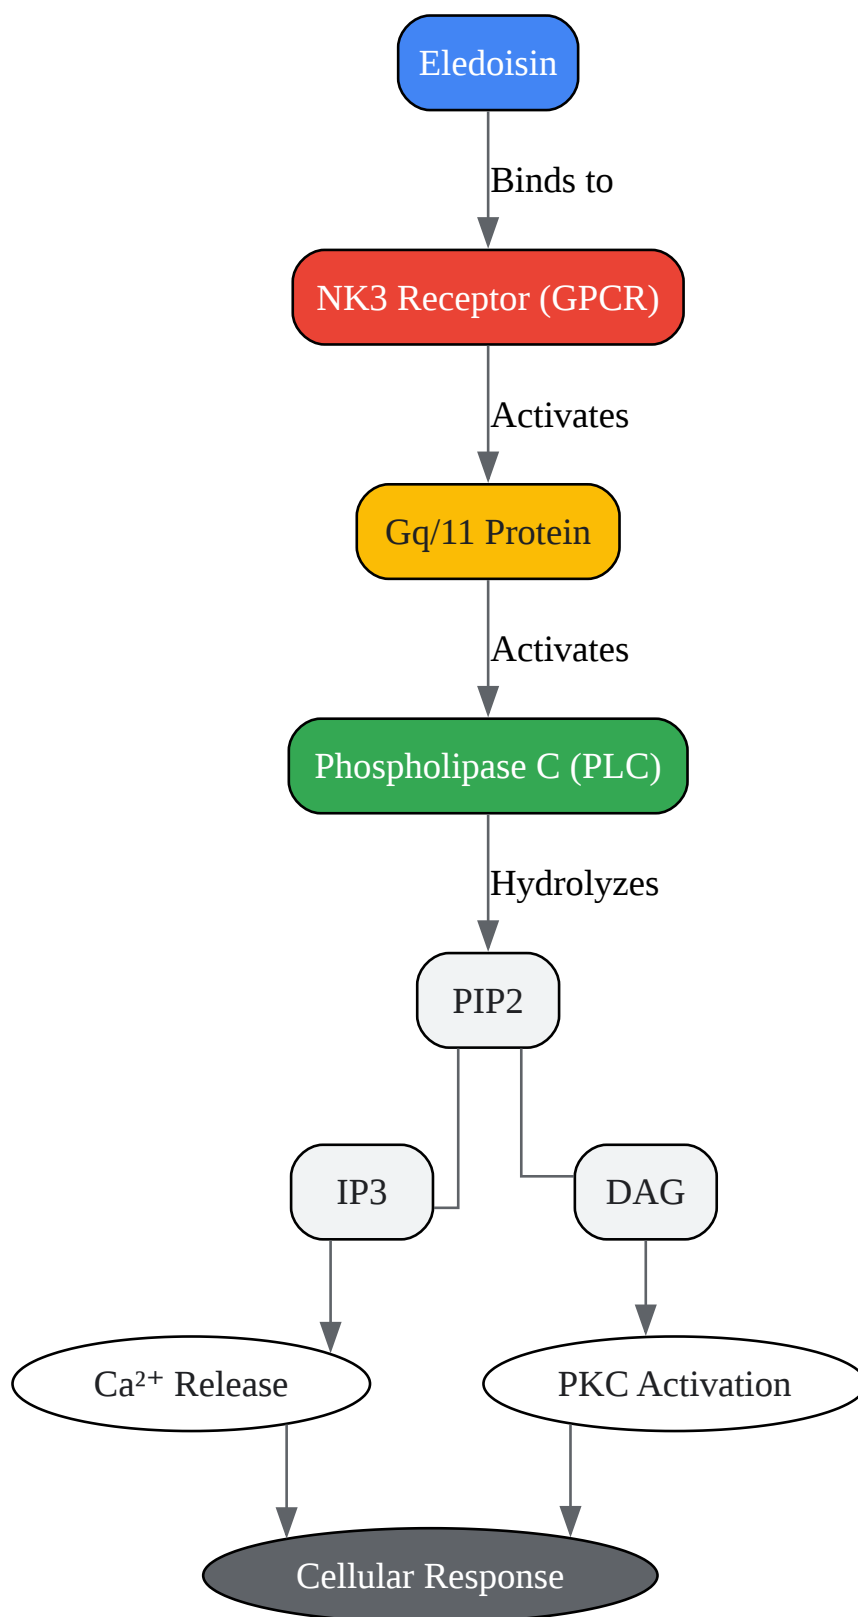 Eledoisin
Binds to
NK3 Receptor (GPCR)
Activates
Gq/11 Protein
Activates
Phospholipase C (PLC)
Hydrolyzes
PIP2
IP3
DAG
Ca²⁺ Release
PKC Activation
Cellular Response